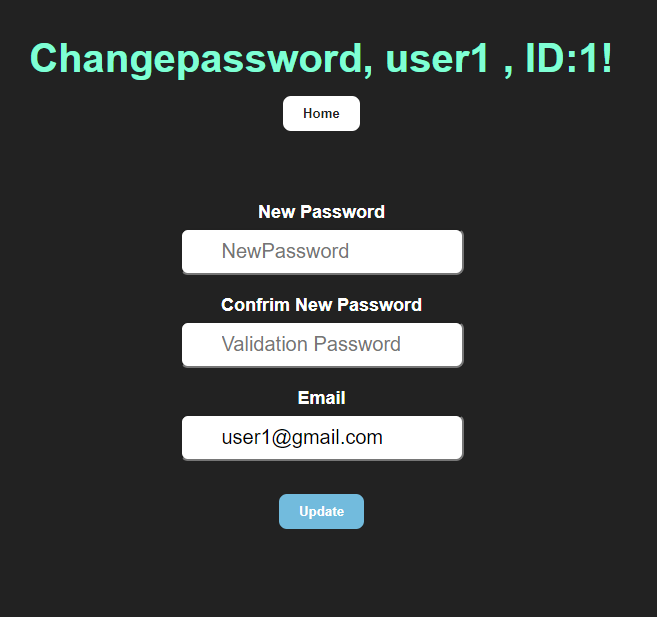 Changepassword, user1 , ID:1!
Home
New Password
NewPassword
Confrim New Password
Validation Password
Email
user1@gmail.com
Update